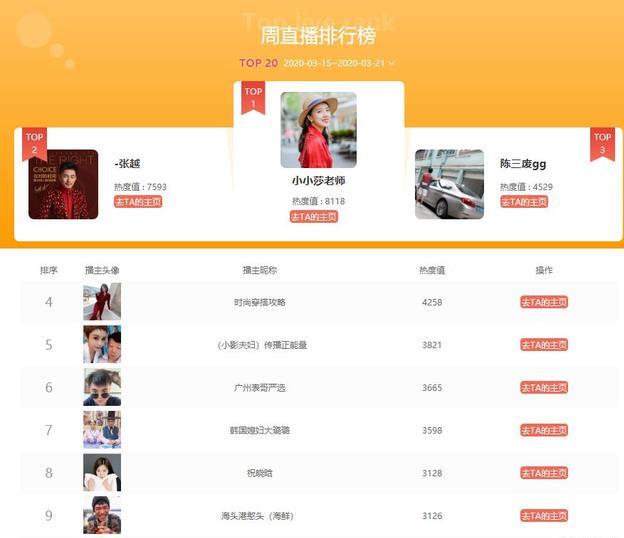 Top live rank
周直播排行榜
TOP 20 2020-03-15~2020-03-21
TOP 1
小小莎老师
热度值 : 8118
去TA的主页
TOP 2
THE RIGHT
CHOICE
-张越
热度值 : 7593
去TA的主页
TOP 3
陈三废gg
热度值 : 4529
去TA的主页
排序 播主头像 播主昵称 热度值 操作
4 时尚穿搭攻略 4258 去TA的主页
5 （小影夫妇）传播正能量 3821 去TA的主页
6 广州表哥严选 3665 去TA的主页
7 韩国媳妇大璐璐 3598 去TA的主页
8 祝晓晗 3128 去TA的主页
9 海头港憨头（海鲜） 3126 去TA的主页